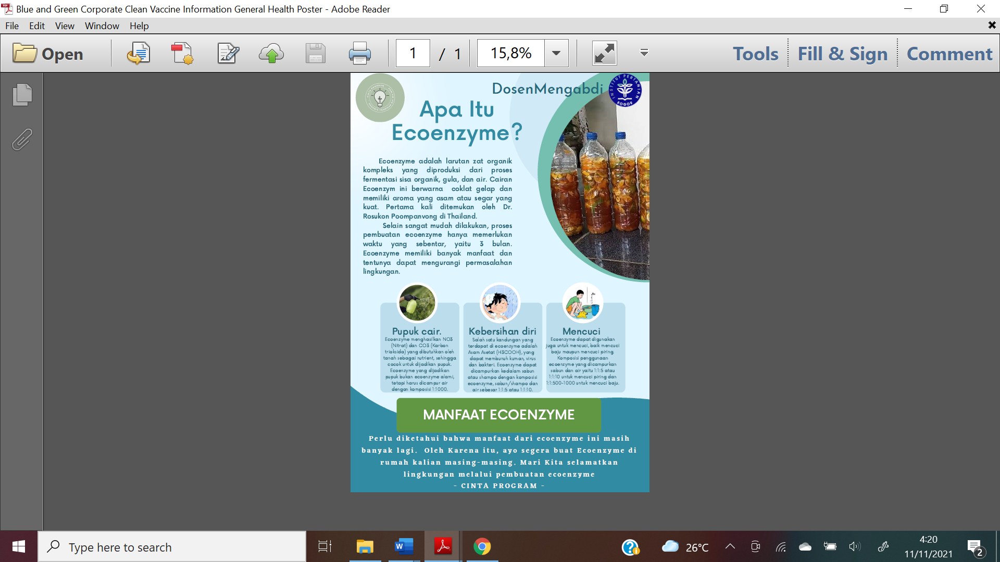 Blue and Green Corporate Clean Vaccine Information General Health Poster - Adobe Reader
File Edit View Window Help
Open
1 / 1
15,8%
Tools
Fill & Sign
Comment
DosenMengabdi
INSTITUT PERTANIAN
BOGOR
Apa Itu
Ecoenzyme?
Ecoenzyme adalah larutan zat organik
kompleks yang diproduksi dari proses
fermentasi sisa organik, gula, dan air. Cairan
Ecoenzym ini berwarna coklat gelap dan
memiliki aroma yang asam atau segar yang
kuat. Pertama kali ditemukan oleh Dr.
Rosukon Poompanvong di Thailand.
Selain sangat mudah dilakukan, proses
pembuatan ecoenzyme hanya memerlukan
waktu yang sebentar, yaitu 3 bulan.
Ecoenzyme memiliki banyak manfaat dan
tentunya dapat mengurangi permasalahan
lingkungan.
Pupuk cair.
Ecoenzyme menghasilkan NO3
(Nitrat) dan CO3 (Karbon
trioksida) yang dibutuhkan oleh
tanah sebagai nutrient, sehingga
cocok untuk dijadikan pupuk.
Ecoenzyme yang dijadikan
pupuk bukan ecoenzyme alami,
tetapi harus dicampur air
dengan komposisi 1:1000.
Kebersihan diri
Salah satu kandungan yang
terdapat di ecoenzyme adalah
Asam Asetat (H3COOH), yang
dapat membunuh kuman, virus
dan bakteri. Ecoenzyme dapat
dicampurkan kedalam sabun
atau shampo dengan komposisi
ecoenzyme, sabun/shampo dan
air sebesar 1:1:5 atau 1:1:10.
Mencuci
Ecoenzyme dapat digunakan
juga untuk mencuci, baik mencuci
baju maupun mencuci piring.
Komposisi penggunaan
ecoenzyme yang dicampurkan
sabun dan air yaitu 1:1:5 atau
1:1:10 untuk mencuci piring dan
1:1:500-1000 untuk mencuci baju.
MANFAAT ECOENZYME
Perlu diketahui bahwa manfaat dari ecoenzyme ini masih
banyak lagi. Oleh Karena itu, ayo segera buat Ecoenzyme di
rumah kalian masing-masing. Mari Kita selamatkan
lingkungan melalui pembuatan ecoenzyme
- CINTA PROGRAM -
Type here to search
26°C
4:20
11/11/2021
2